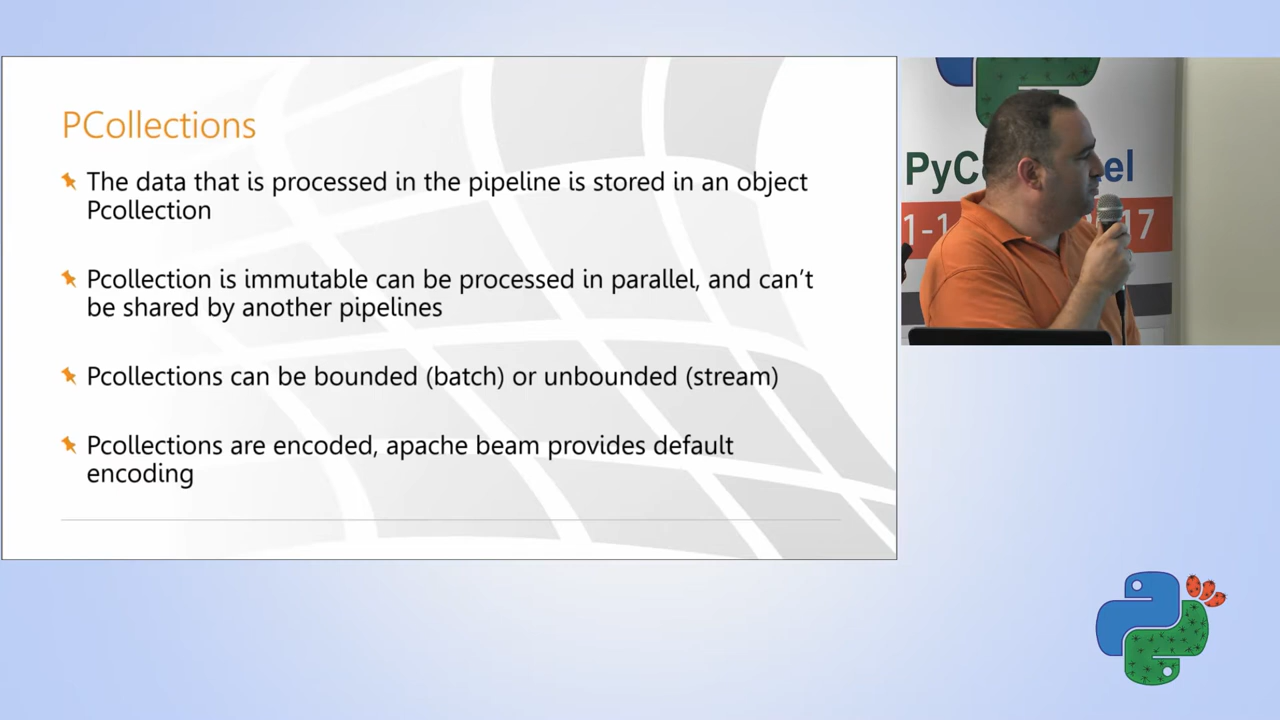 PCollections
The data that is processed in the pipeline is stored in an object
Pcollection
Pcollection is immutable can be processed in parallel, and can't
be shared by another pipelines
Pcollections can be bounded (batch) or unbounded (stream)
Pcollections are encoded, apache beam provides default
encoding